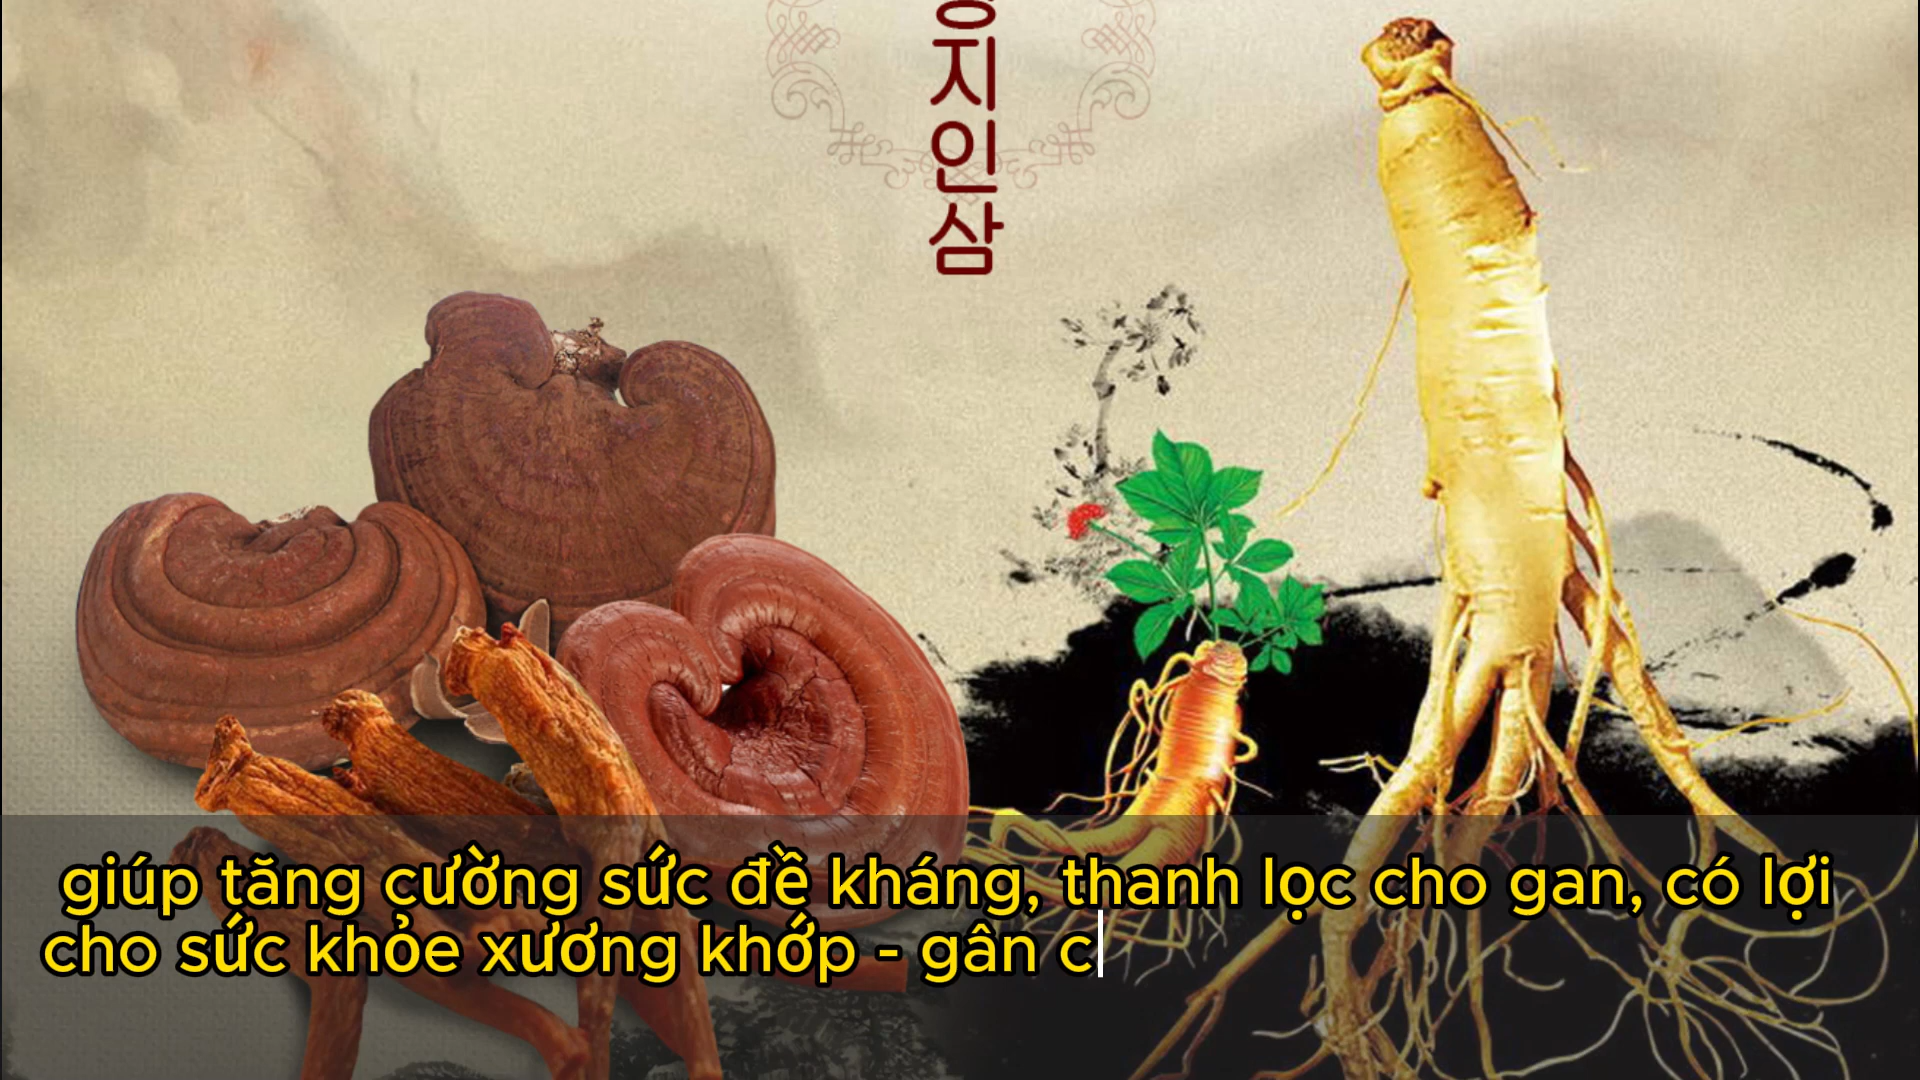 지
인
삼
giúp tăng cường sức đề kháng, thanh lọc cho gan, có lợi
cho sức khỏe xương khớp - gân c